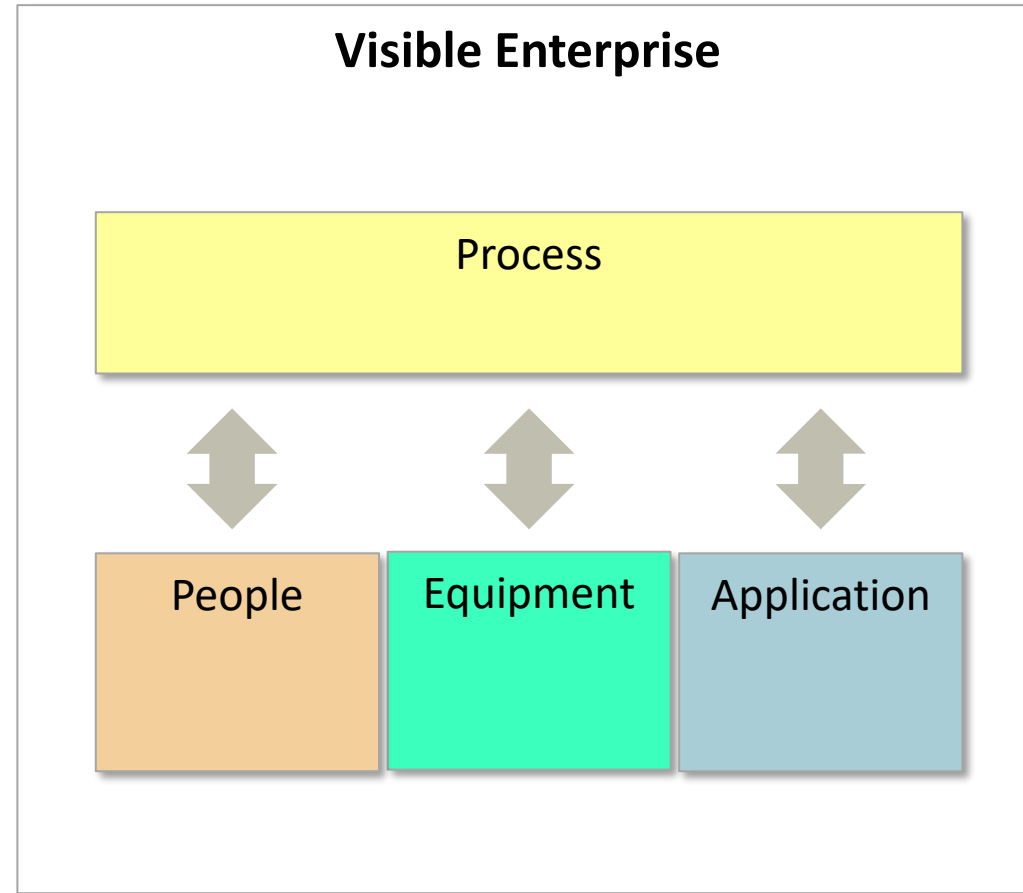 Visible Enterprise
Process
People
Equipment
Application